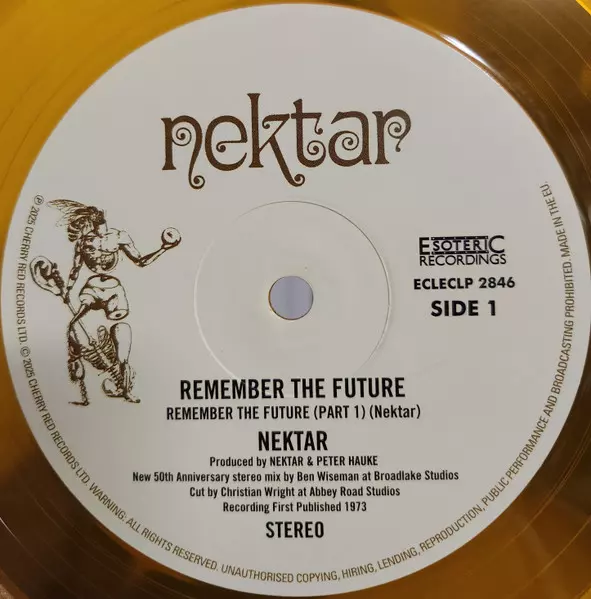 nektar
ESOTERIC
RECORDINGS
ECLECLP 2846
SIDE 1
REMEMBER THE FUTURE
REMEMBER THE FUTURE (PART 1) (Nektar)
NEKTAR
Produced by NEKTAR & PETER HAUKE
New 50th Anniversary stereo mix by Ben Wiseman at Broadlake Studios
Cut by Christian Wright at Abbey Road Studios
Recording First Published 1973
STEREO
℗ 2025 CHERRY RED RECORDS LTD. © 2025 CHERRY RED RECORDS LTD. WARNING: ALL RIGHTS RESERVED. UNAUTHORISED COPYING, HIRING, LENDING, REPRODUCTION, PUBLIC PERFORMANCE AND BROADCASTING PROHIBITED. MADE IN THE EU.